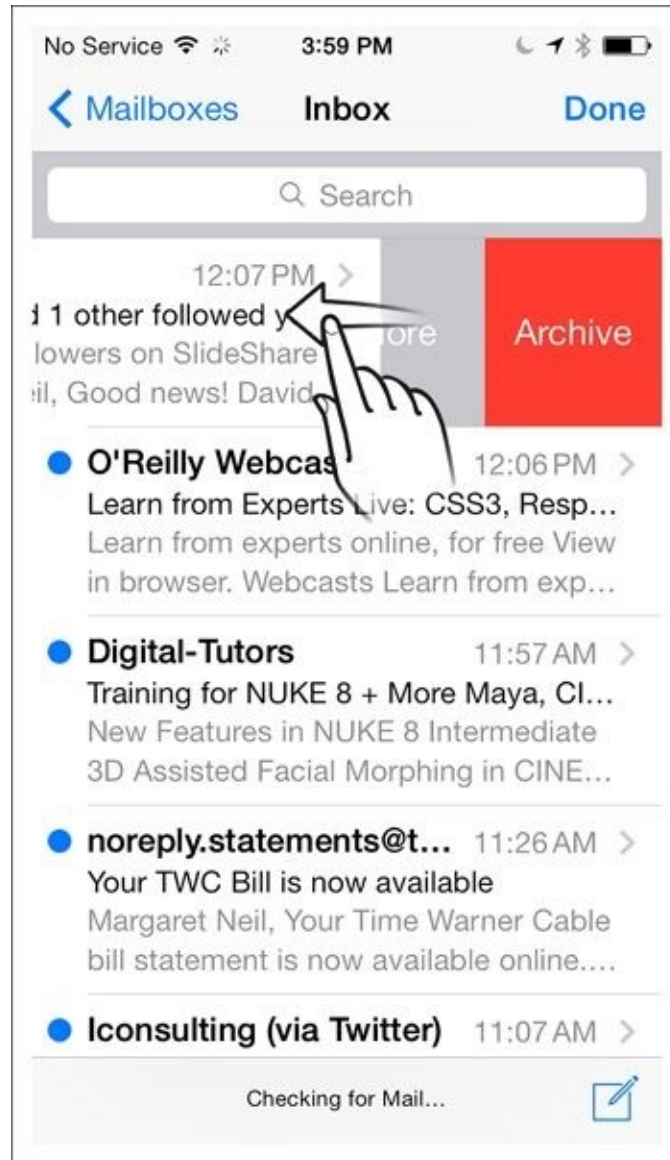 No Service 3:59 PM
Mailboxes Inbox Done
Search
12:07 PM
1 other followed
lowers on SlideShare
il, Good news! David
ore Archive
O'Reilly Webcas 12:06 PM
Learn from Experts Live: CSS3, Resp...
Learn from experts online, for free View
in browser. Webcasts Learn from exp...
Digital-Tutors 11:57 AM
Training for NUKE 8 + More Maya, CI...
New Features in NUKE 8 Intermediate
3D Assisted Facial Morphing in CINE...
noreply.statements@t... 11:26 AM
Your TWC Bill is now available
Margaret Neil, Your Time Warner Cable
bill statement is now available online....
Iconsulting (via Twitter) 11:07 AM
Checking for Mail...